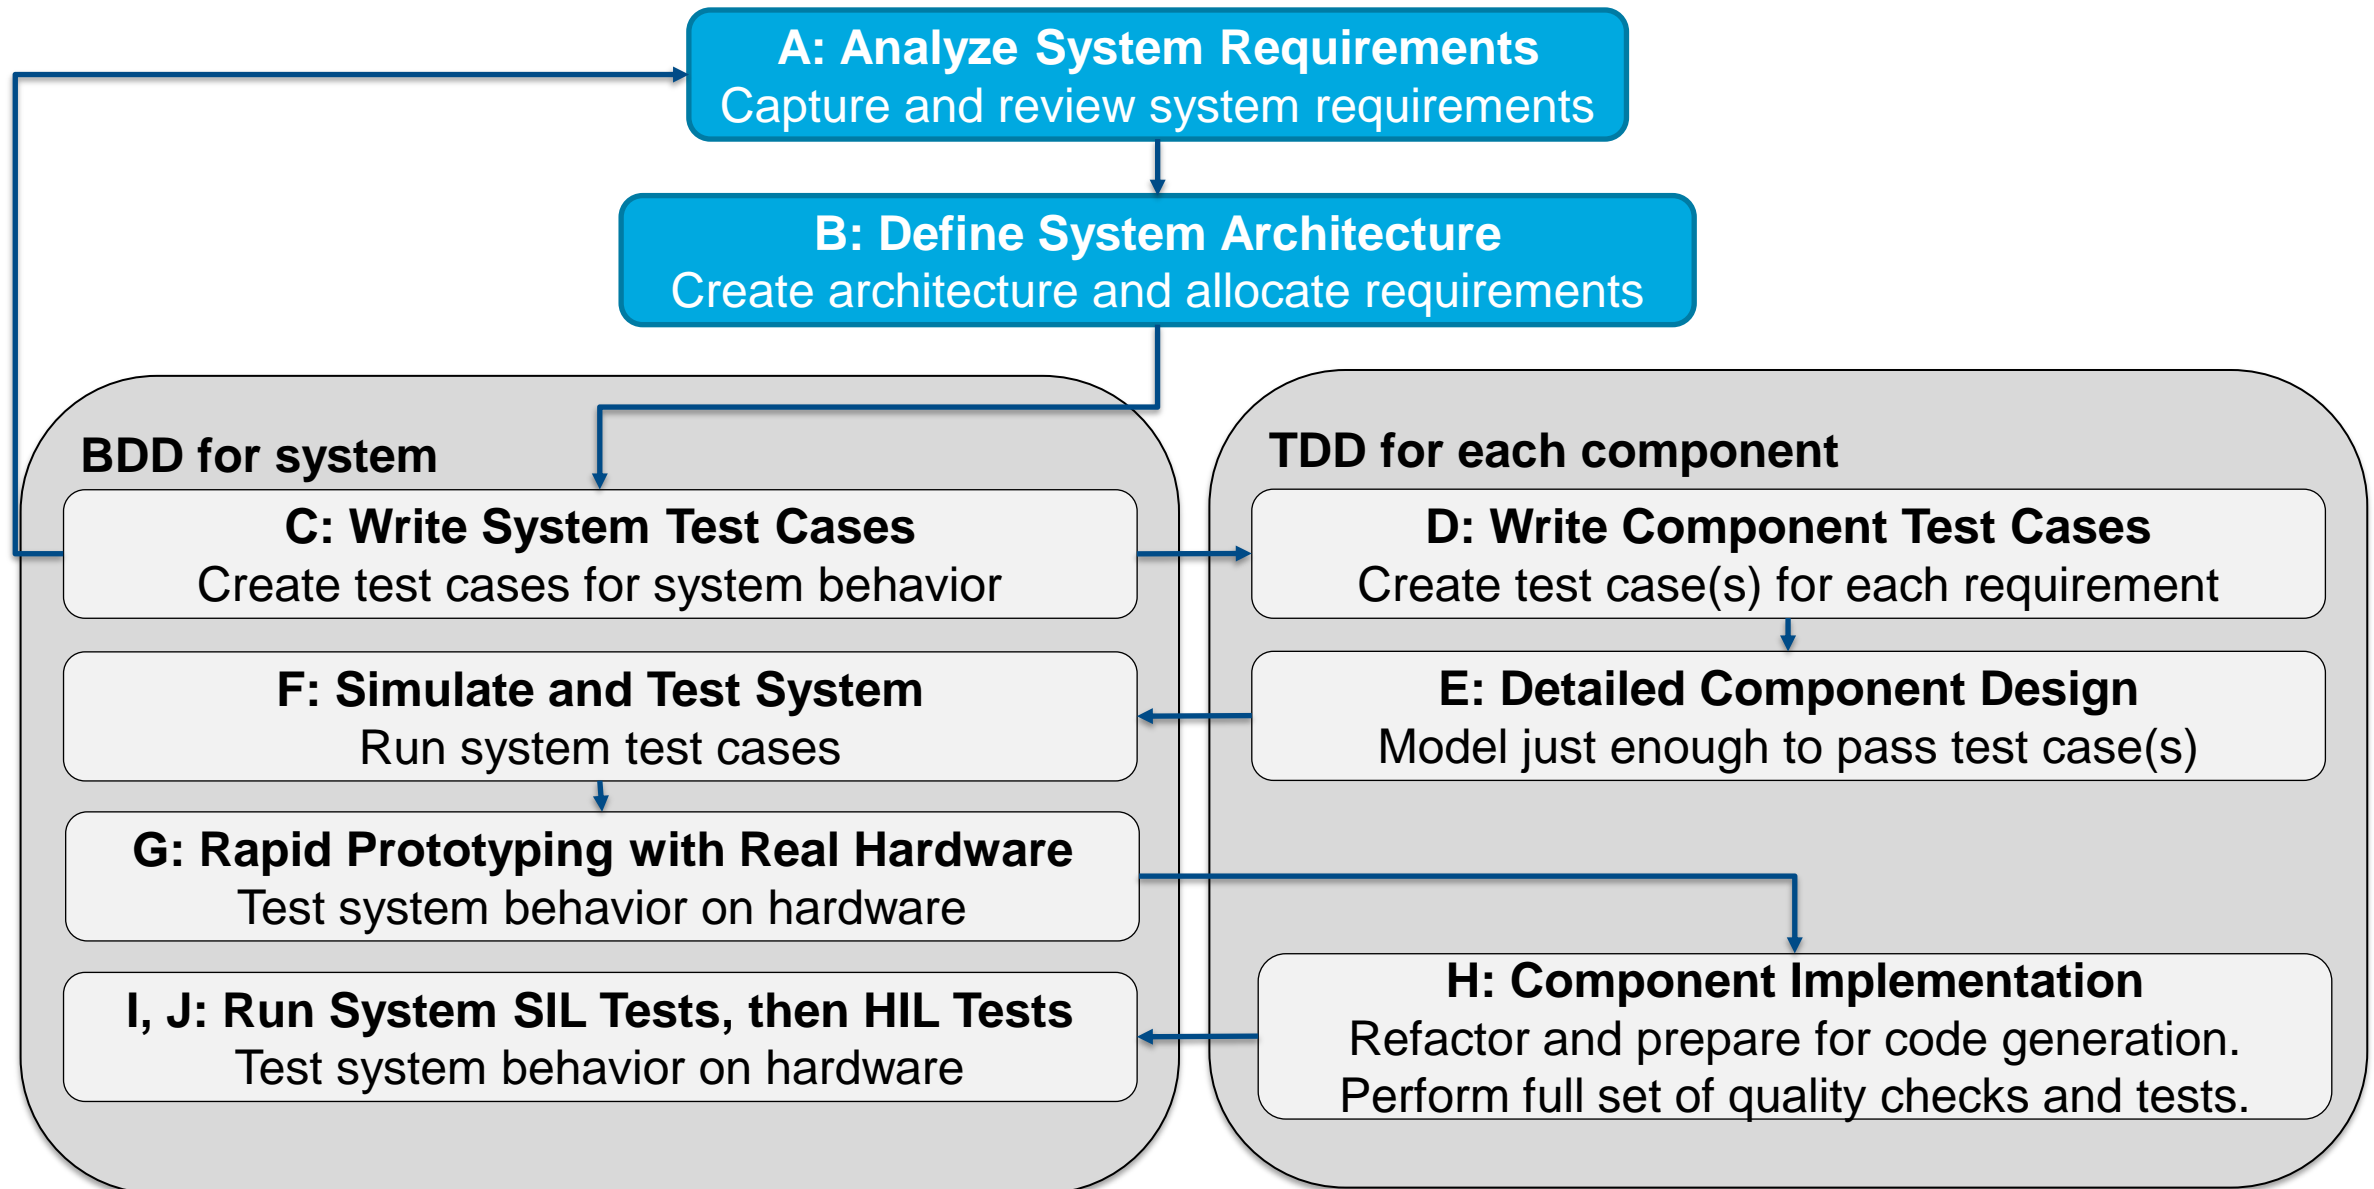 A: Analyze System Requirements
Capture and review system requirements
B: Define System Architecture
Create architecture and allocate requirements
BDD for system
C: Write System Test Cases
Create test cases for system behavior
F: Simulate and Test System
Run system test cases
G: Rapid Prototyping with Real Hardware
Test system behavior on hardware
I, J: Run System SIL Tests, then HIL Tests
Test system behavior on hardware
TDD for each component
D: Write Component Test Cases
Create test case(s) for each requirement
E: Detailed Component Design
Model just enough to pass test case(s)
H: Component Implementation
Refactor and prepare for code generation.
Perform full set of quality checks and tests.